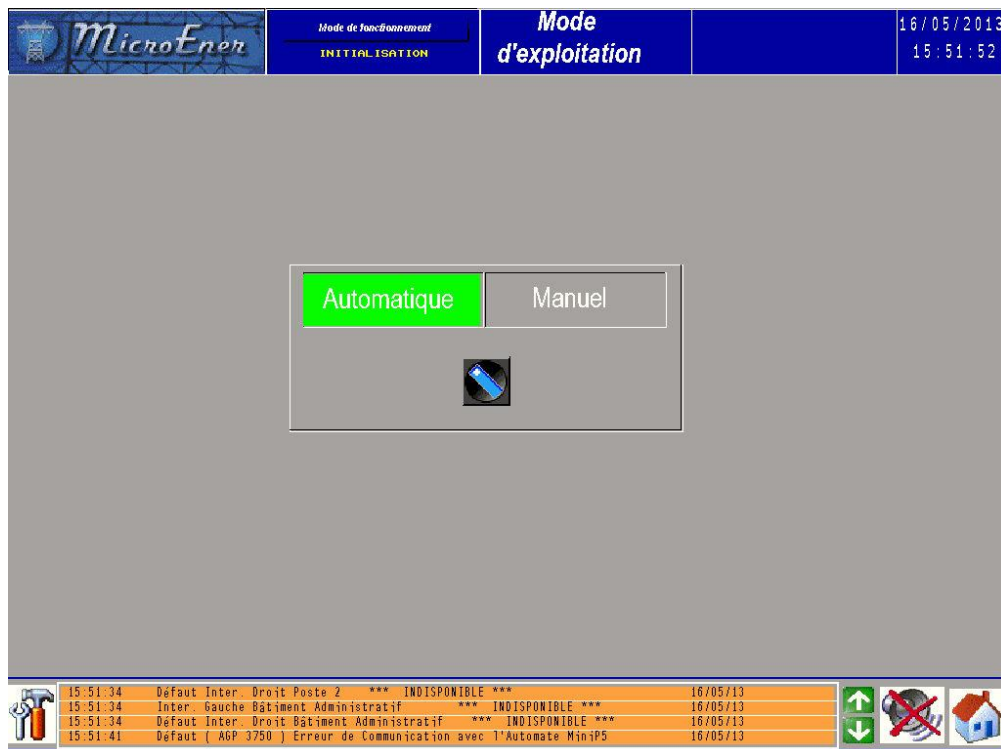 MicroEner
Mode de fonctionnement
INITIALISATION
Mode
d'exploitation
16/05/2013
15:51:52
Automatique
Manuel
15:51:34 Défaut Inter. Droit Poste 2 *** INDISPONIBLE *** 16/05/13
15:51:34 Inter. Gauche Bâtiment Administratif *** INDISPONIBLE *** 16/05/13
15:51:34 Défaut Inter. Droit Bâtiment Administratif *** INDISPONIBLE *** 16/05/13
15:51:41 Défaut ( AGP 3750 ) Erreur de Communication avec l'Automate MiniP5 16/05/13